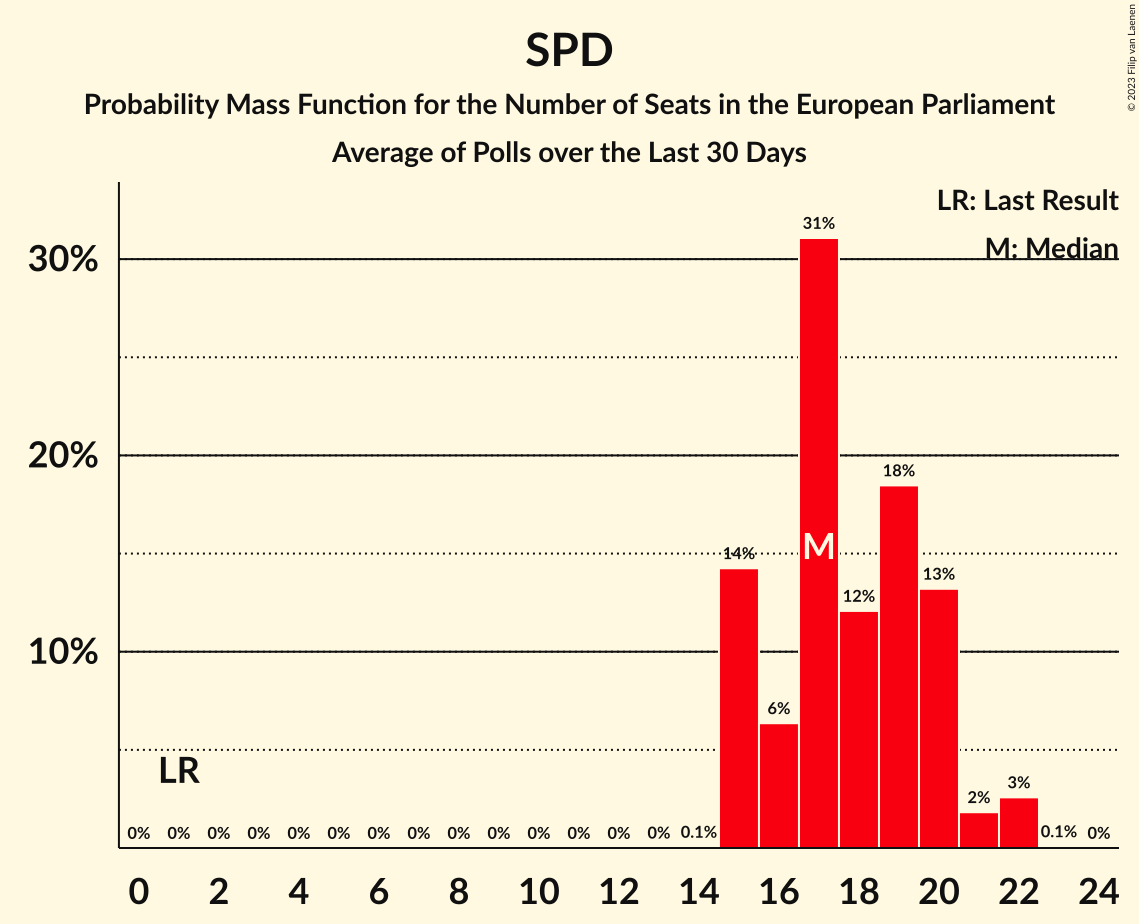 SPD
Probability Mass Function for the Number of Seats in the European Parliament
Average of Polls over the Last 30 Days
© 2023 Filip van Laenen
LR: Last Result
M: Median
30%
20%
10%
31%
18%
14%
M
13%
12%
6%
LR
3%
2%
0% 0% 0% 0% 0% 0% 0% 0% 0% 0% 0% 0% 0% 0% 0.1% 0.1% 0%
0 2 4 6 8 10 12 14 16 18 20 22 24